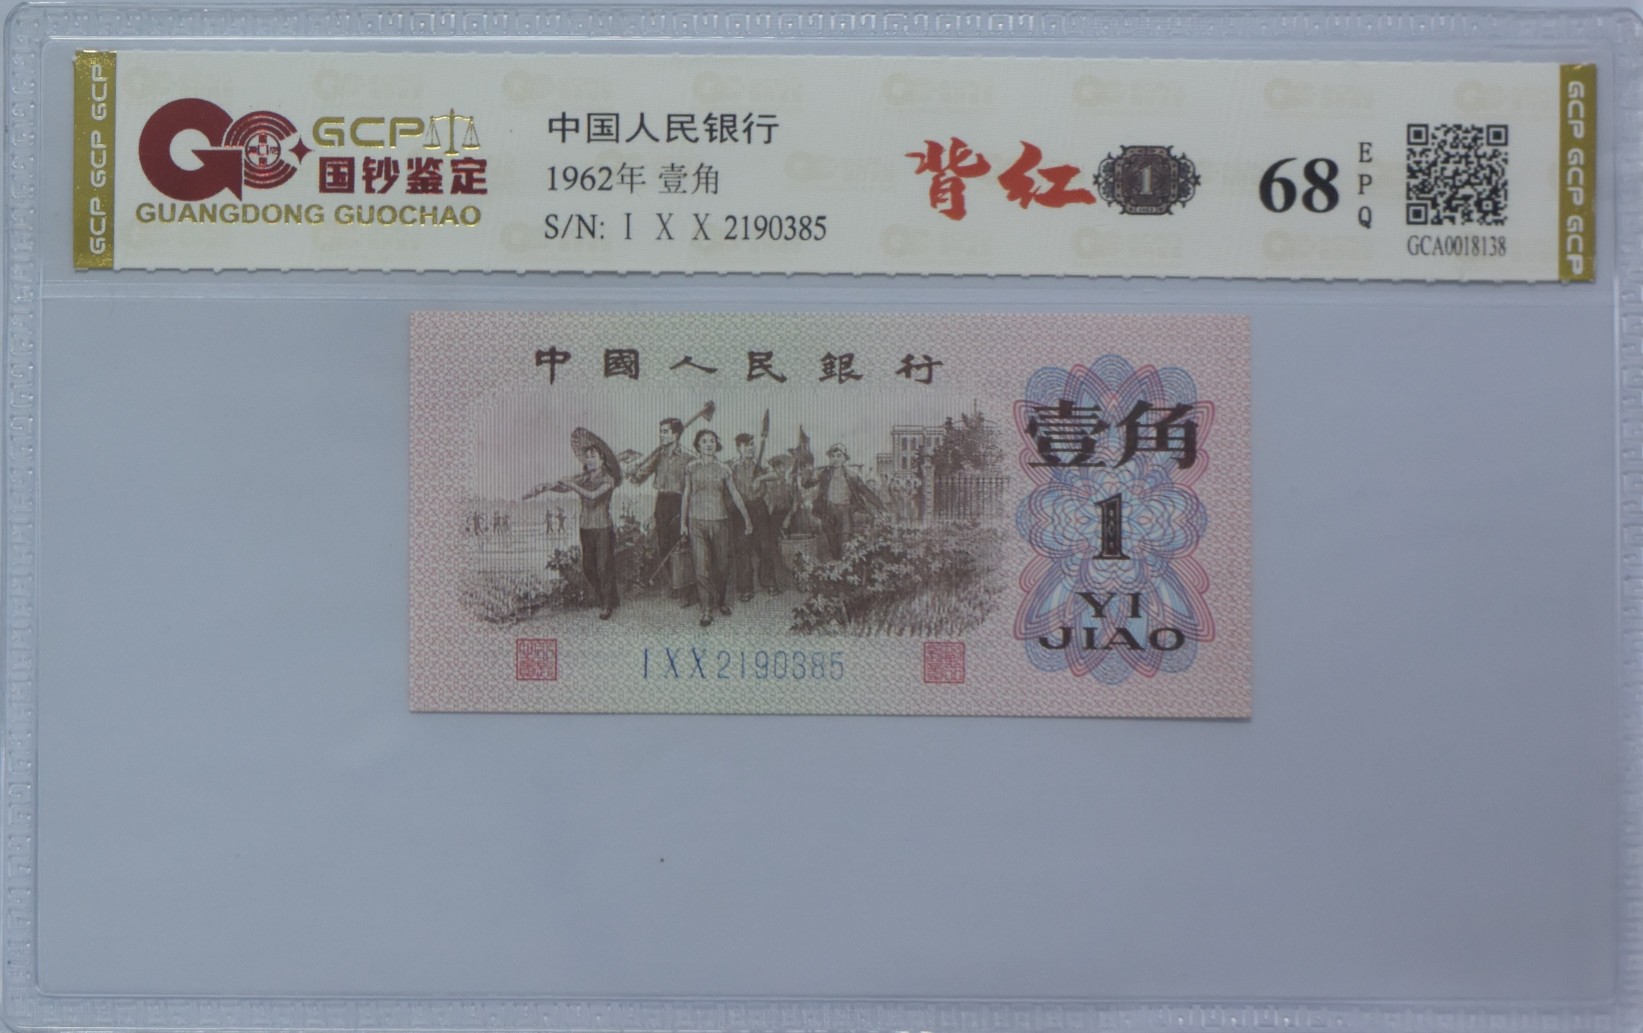 GCP GCP GCP
GCP
国钞鉴定
GUANGDONG GUOCHAO
中国人民银行
1962年 壹角
S/N: I X X 2190385
背红
1
68
EPQ
GCA0018138
GCP GCP GCP
中國人民銀行
壹角
1
YI
JIAO
I X X 2190385